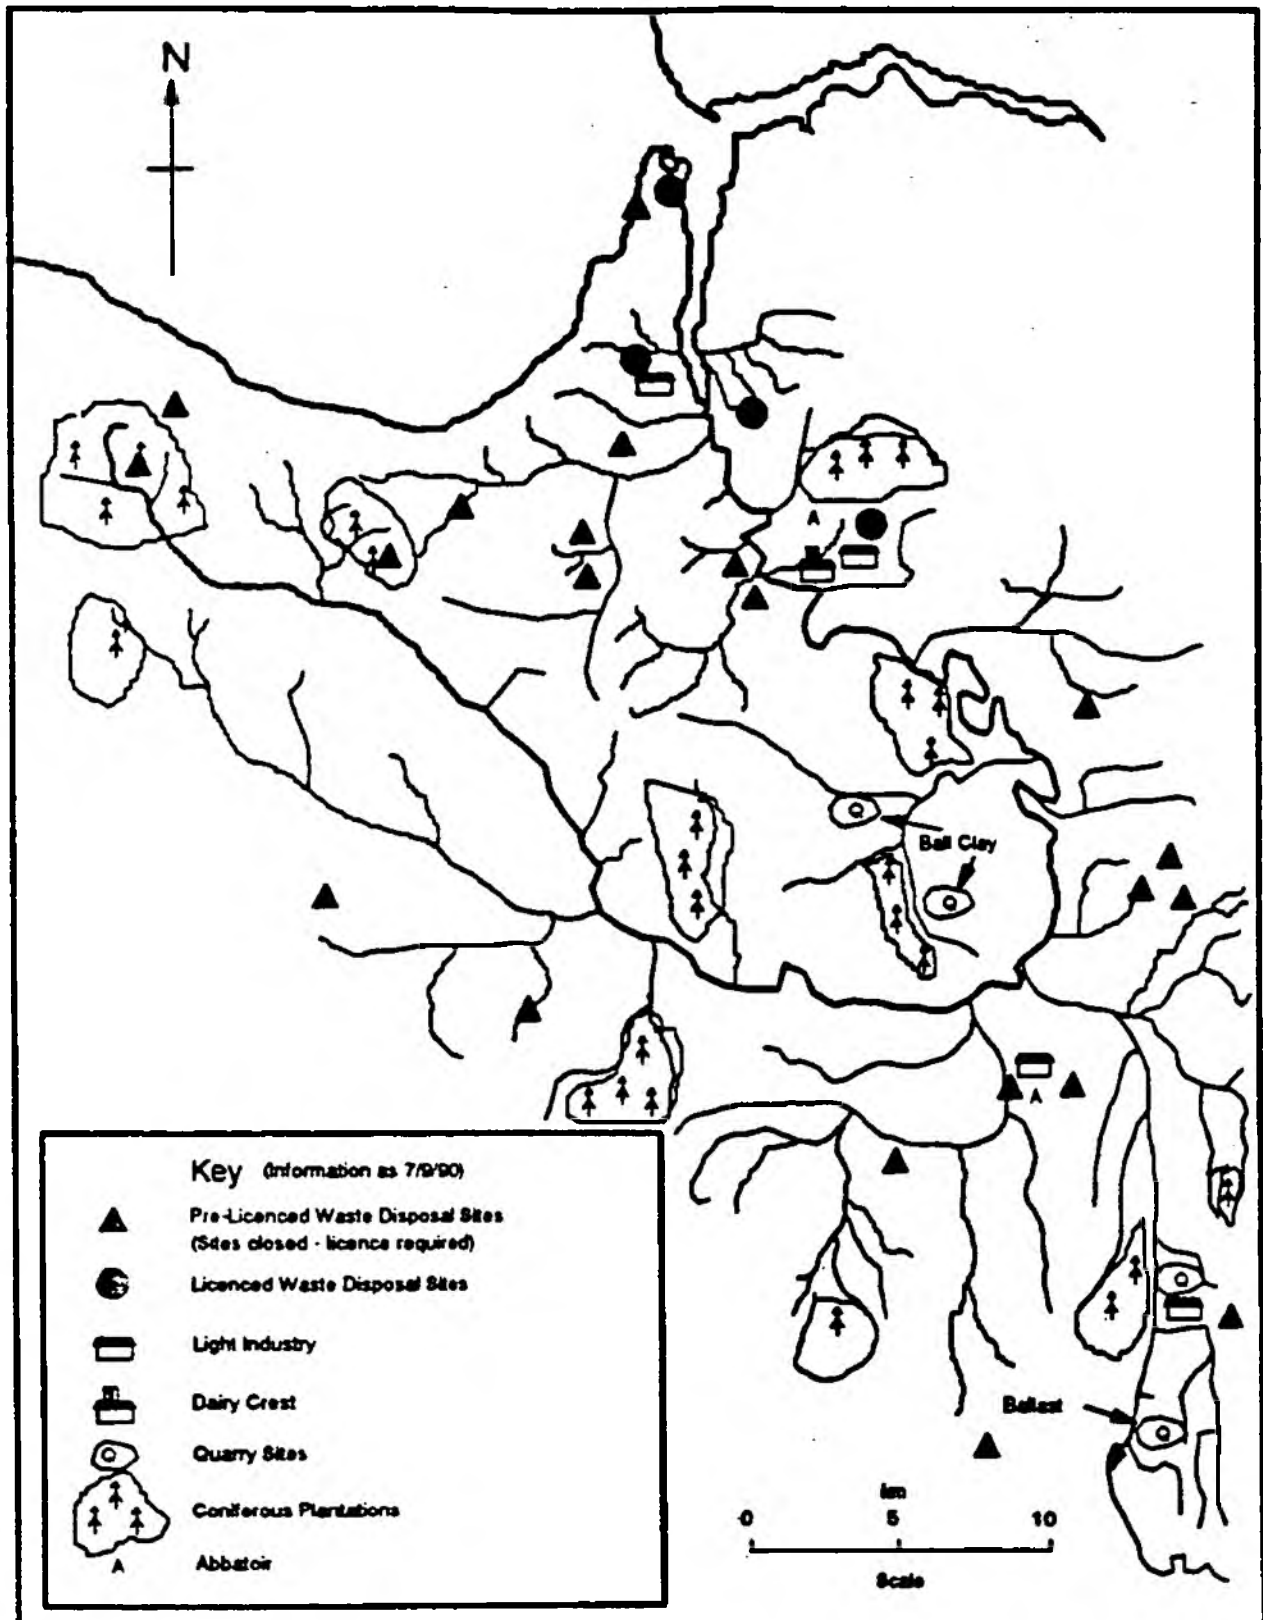 N
A
Ball Clay
A
Ballast
km
0 5 10
Scale
Key (Information as 7/9/90)
Pre-Licenced Waste Disposal Sites
(Sites closed - licence required)
Licenced Waste Disposal Sites
Light Industry
Dairy Crest
Quarry Sites
Coniferous Plantations
A Abbatoir